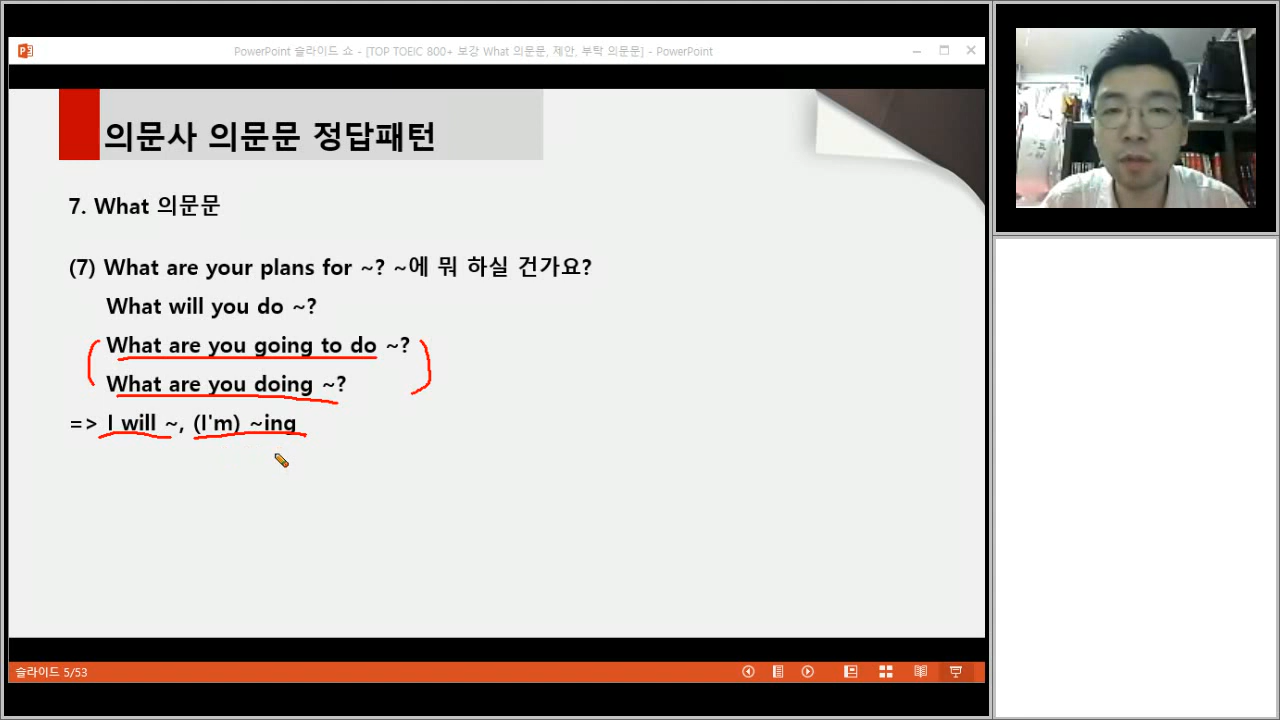 PowerPoint 슬라이드 쇼 - [TOP TOEIC 800+ 보강 What 의문문, 제안, 부탁 의문문] - PowerPoint
의문사 의문문 정답패턴
7. What 의문문
(7) What are your plans for ~? ~에 뭐 하실 건가요?
What will you do ~?
What are you going to do ~?
What are you doing ~?
=> I will ~, (I'm) ~ing
슬라이드 5/53